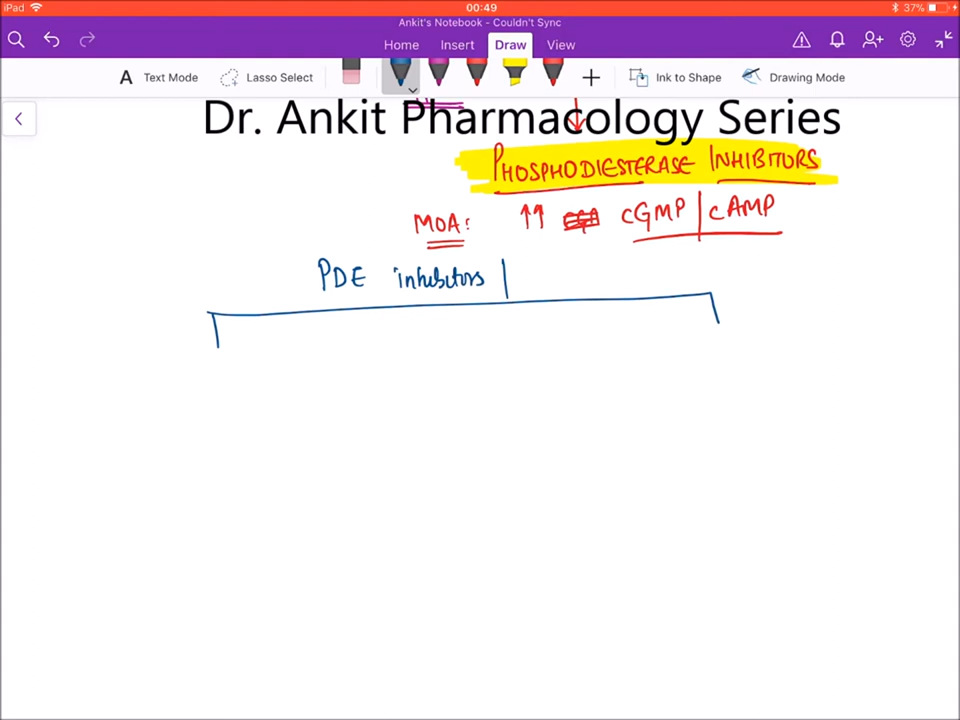 iPad 00:49 37%
Ankit's Notebook - Couldn't Sync
Home Insert Draw View
A Text Mode Lasso Select Ink to Shape Drawing Mode
Dr. Ankit Pharmacology Series
PHOSPHODIESTERASE INHIBITORS
MOA: ↑↑ cGMP | cAMP
PDE inhibitors